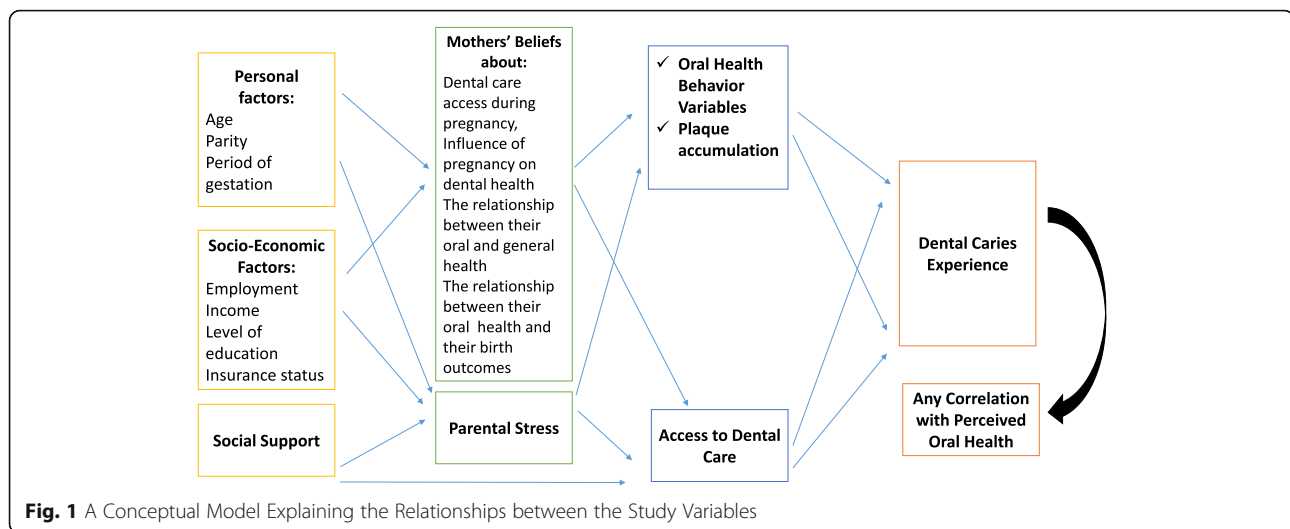 Personal
factors:
Age
Parity
Period of
gestation
Socio-Economic
Factors:
Employment
Income
Level of
education
Insurance status
Social Support
Mothers' Beliefs
about:
Dental care
access during
pregnancy,
Influence of
pregnancy on
dental health
The relationship
between their
oral and general
health
The relationship
between their
oral health and
their birth
outcomes
Parental Stress
✓ Oral Health
Behavior
Variables
✓ Plaque
accumulation
Access to Dental
Care
Dental Caries
Experience
Any Correlation
with Perceived
Oral Health
Fig. 1 A Conceptual Model Explaining the Relationships between the Study Variables